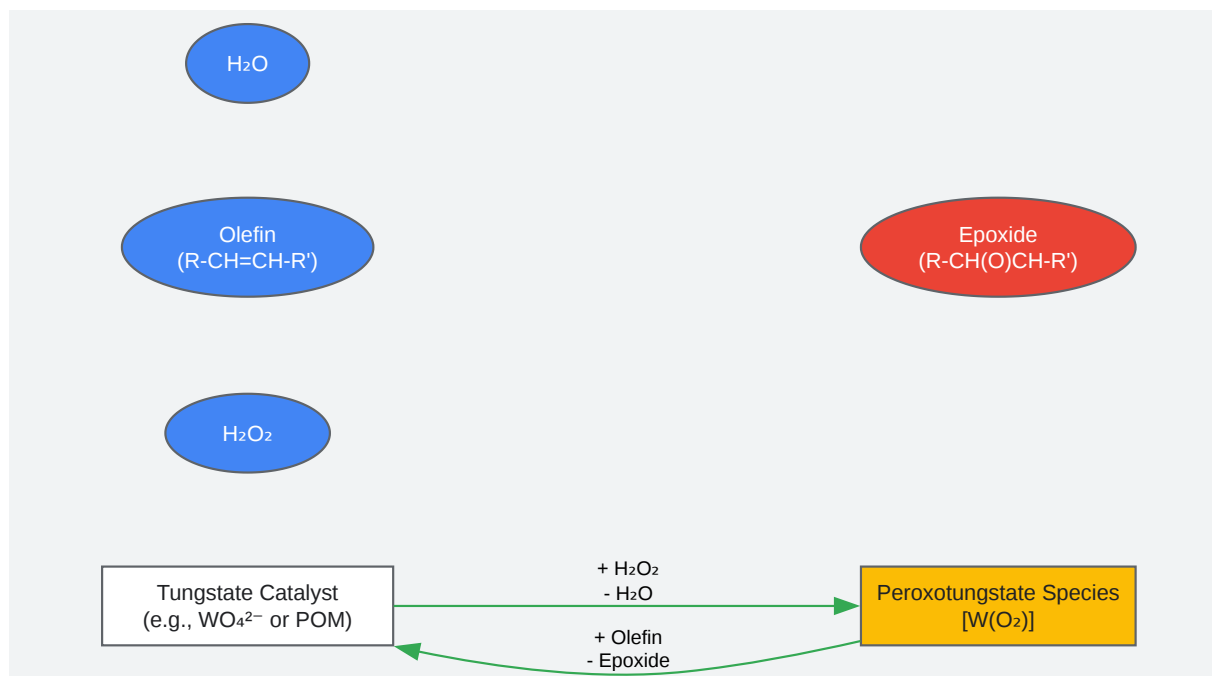 H₂O
Olefin
(R-CH=CH-R')
Epoxide
(R-CH(O)CH-R')
H₂O₂
+ H₂O₂
- H₂O
Tungstate Catalyst
(e.g., WO₄²⁻ or POM)
Peroxotungstate Species
[W(O₂)]
+ Olefin
- Epoxide